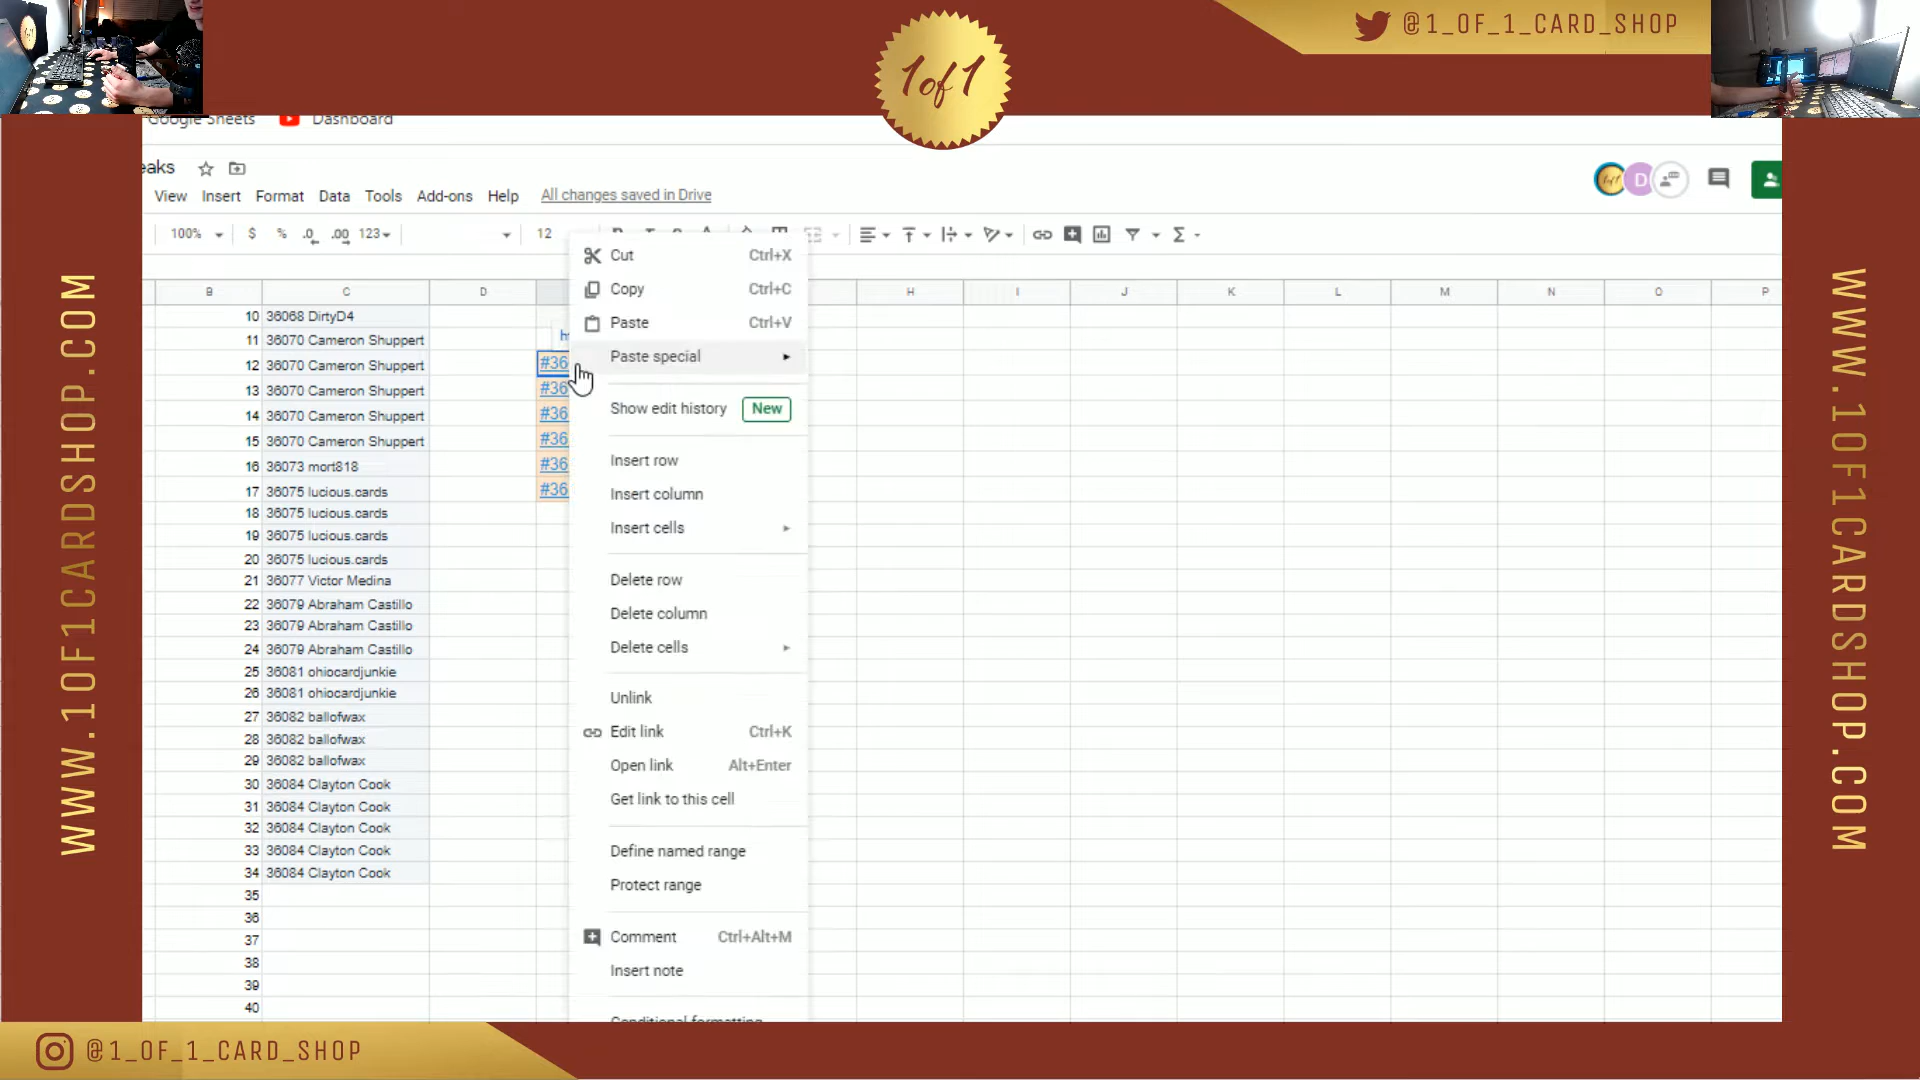 @1_OF_1_CARD_SHOP
1of1
Google Sheets Dashboard
eaks
View Insert Format Data Tools Add-ons Help All changes saved in Drive
D
100% $ % .0 .00 123 12
B C D H I J K L M N O P
Cut Ctrl+X
Copy Ctrl+C
Paste Ctrl+V
Paste special
Show edit history New
Insert row
Insert column
Insert cells
Delete row
Delete column
Delete cells
Unlink
Edit link Ctrl+K
Open link Alt+Enter
Get link to this cell
Define named range
Protect range
Comment Ctrl+Alt+M
Insert note
Conditional formatting
10 36068 DirtyD4
11 36070 Cameron Shuppert
12 36070 Cameron Shuppert #36
13 36070 Cameron Shuppert #36
14 36070 Cameron Shuppert #36
15 36070 Cameron Shuppert #36
16 36073 mort818 #36
17 36075 lucious.cards #36
18 36075 lucious.cards
19 36075 lucious.cards
20 36075 lucious.cards
21 36077 Victor Medina
22 36079 Abraham Castillo
23 36079 Abraham Castillo
24 36079 Abraham Castillo
25 36081 ohiocardjunkie
26 36081 ohiocardjunkie
27 36082 ballofwax
28 36082 ballofwax
29 36082 ballofwax
30 36084 Clayton Cook
31 36084 Clayton Cook
32 36084 Clayton Cook
33 36084 Clayton Cook
34 36084 Clayton Cook
35
36
37
38
39
40
WWW.1OF1CARDSHOP.COM
WWW.1OF1CARDSHOP.COM
@1_OF_1_CARD_SHOP